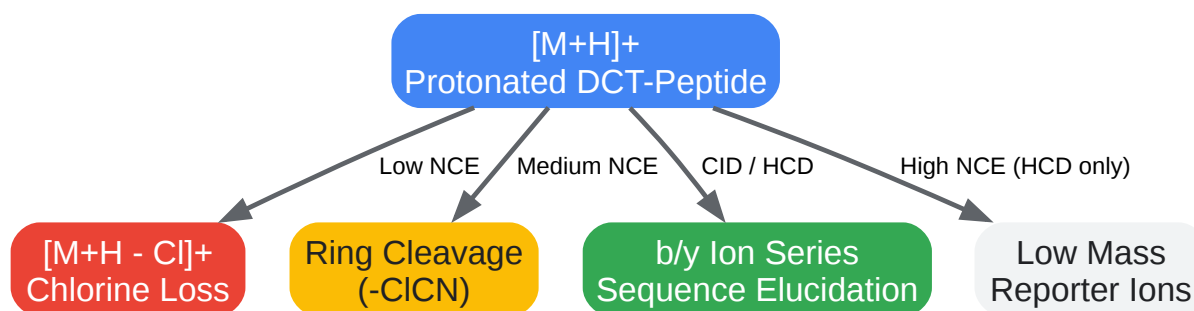 [M+H]+
Protonated DCT-Peptide
Low NCE
Medium NCE
CID / HCD
High NCE (HCD only)
[M+H - Cl]+
Chlorine Loss
Ring Cleavage
(-ClCN)
b/y Ion Series
Sequence Elucidation
Low Mass
Reporter Ions